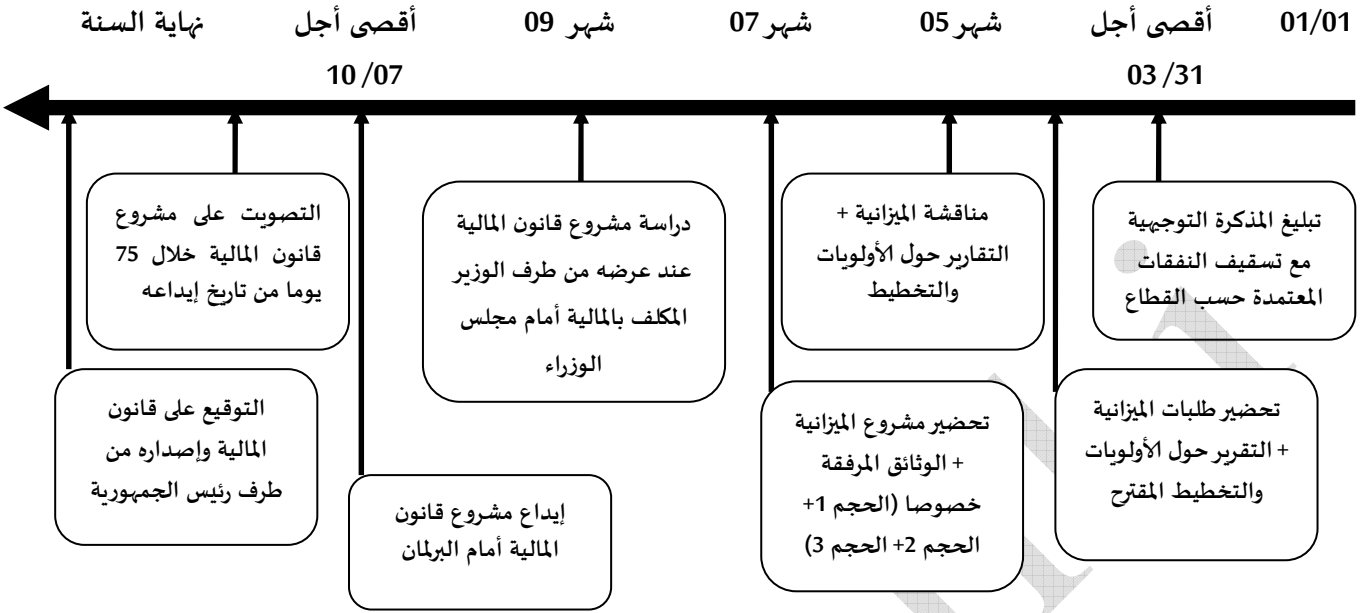 01/01 أقصى أجل شهر 05 شهر 07 شهر 09 أقصى أجل نهاية السنة
03/31 10/07
تبليغ المذكرة التوجيهية
مع تسقيف النفقات
المعتمدة حسب القطاع
تحضير طلبات الميزانية
+ التقرير حول الأولويات
والتخطيط المقترح
مناقشة الميزانية +
التقارير حول الأولويات
والتخطيط
تحضير مشروع الميزانية
+ الوثائق المرفقة
خصوصا (الحجم 1+
الحجم 2+ الحجم 3)
دراسة مشروع قانون المالية
عند عرضه من طرف الوزير
المكلف بالمالية أمام مجلس
الوزراء
إيداع مشروع قانون
المالية أمام البرلمان
التصويت على مشروع
قانون المالية خلال 75
يوما من تاريخ إيداعه
التوقيع على قانون
المالية وإصداره من
طرف رئيس الجمهورية